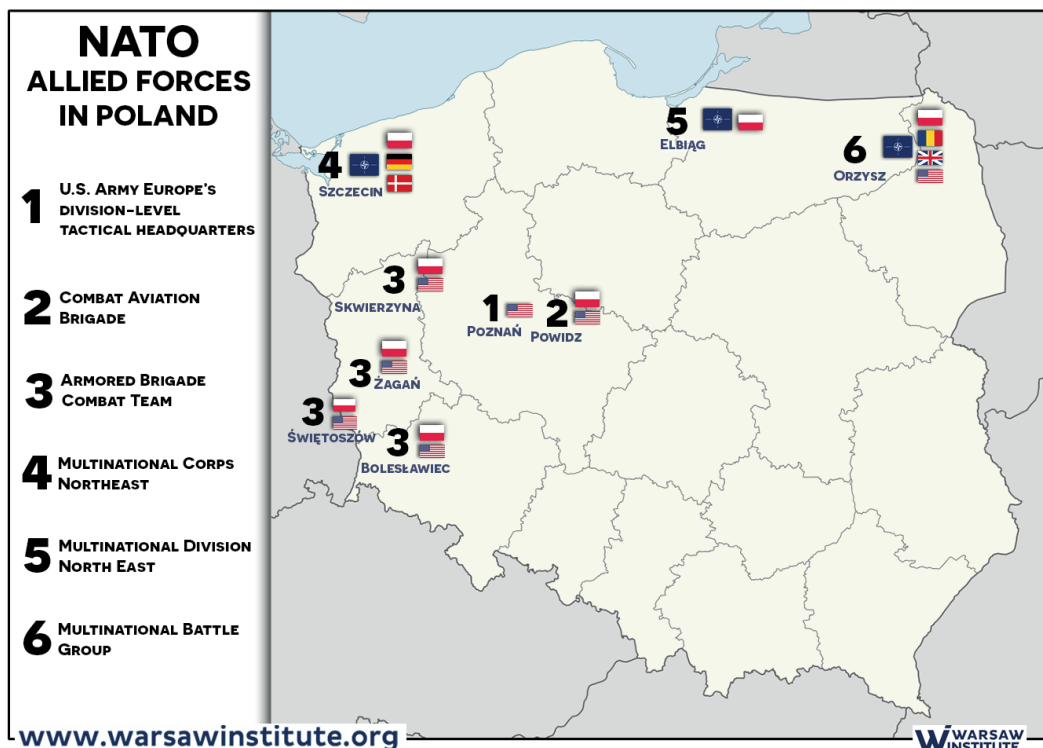 NATO
ALLIED FORCES
IN POLAND
1 U.S. ARMY EUROPE'S
DIVISION-LEVEL
TACTICAL HEADQUARTERS
2 COMBAT AVIATION
BRIGADE
3 ARMORED BRIGADE
COMBAT TEAM
4 MULTINATIONAL CORPS
NORTHEAST
5 MULTINATIONAL DIVISION
NORTH EAST
6 MULTINATIONAL BATTLE
GROUP
5
ELBIĄG
6
ORZYSZ
4
SZCZECIN
3
SKWIERZYNA
1
POZNAŃ
2
POWIDZ
3
ŻAGAŃ
3
ŚWIĘTOSZÓW
3
BOLESŁAWIEC
www.warsawinstitute.org
WARSAW
INSTITUTE